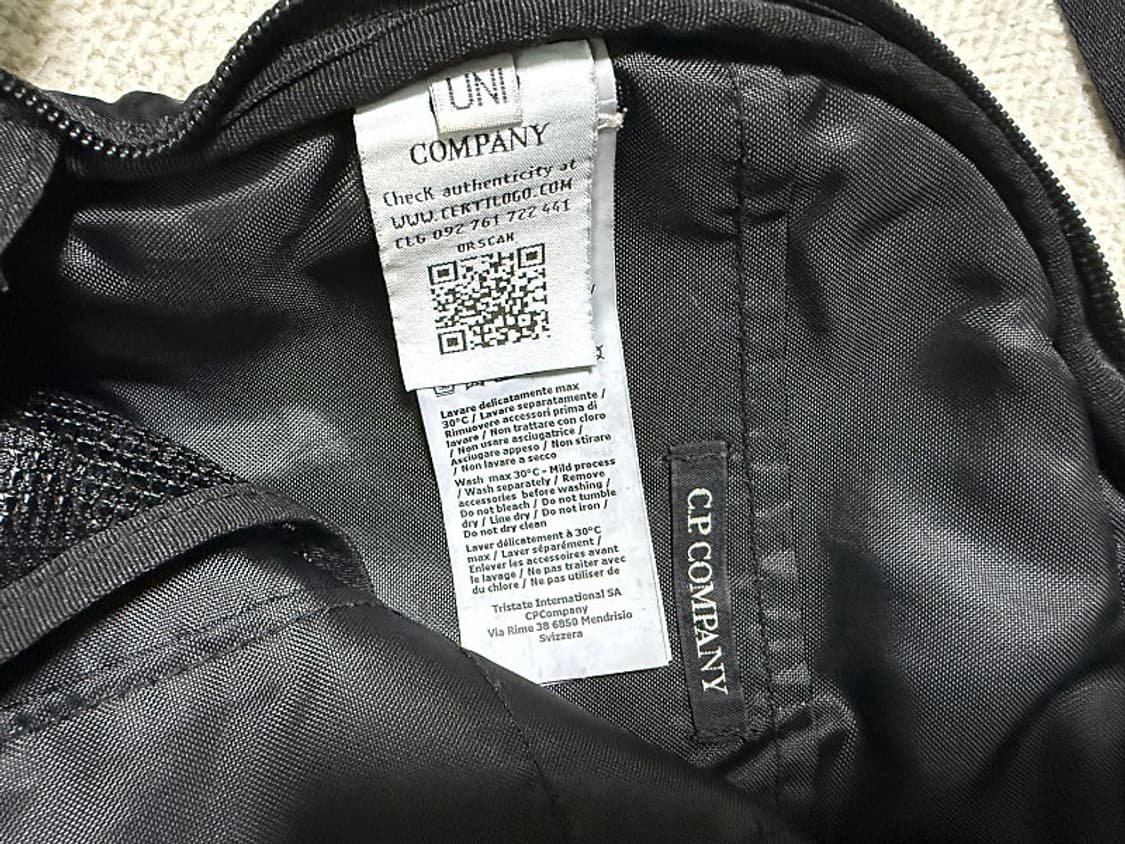 UNI
COMPANY
Check authenticity at
WWW.CERTILOGO.COM
CLG 092 761 722 441
OR SCAN
Lavare delicatamente max
30°C / Lavare separatamente /
Rimuovere accessori prima di
lavare / Non trattare con cloro
/ Non usare asciugatrice /
Asciugare appeso / Non stirare
/ Non lavare a secco
Wash max 30°C - Mild process
/ Wash separately / Remove
accessories before washing /
Do not bleach / Do not tumble
dry / Line dry / Do not iron /
Do not dry clean
Laver délicatement à 30°C
max / Laver séparément /
Enlever les accessoires avant
le lavage / Ne pas traiter avec
du chlore / Ne pas utiliser de
Tristate International SA
CPCompany
Via Rime 38 6850 Mendrisio
Svizzera
C.P. COMPANY